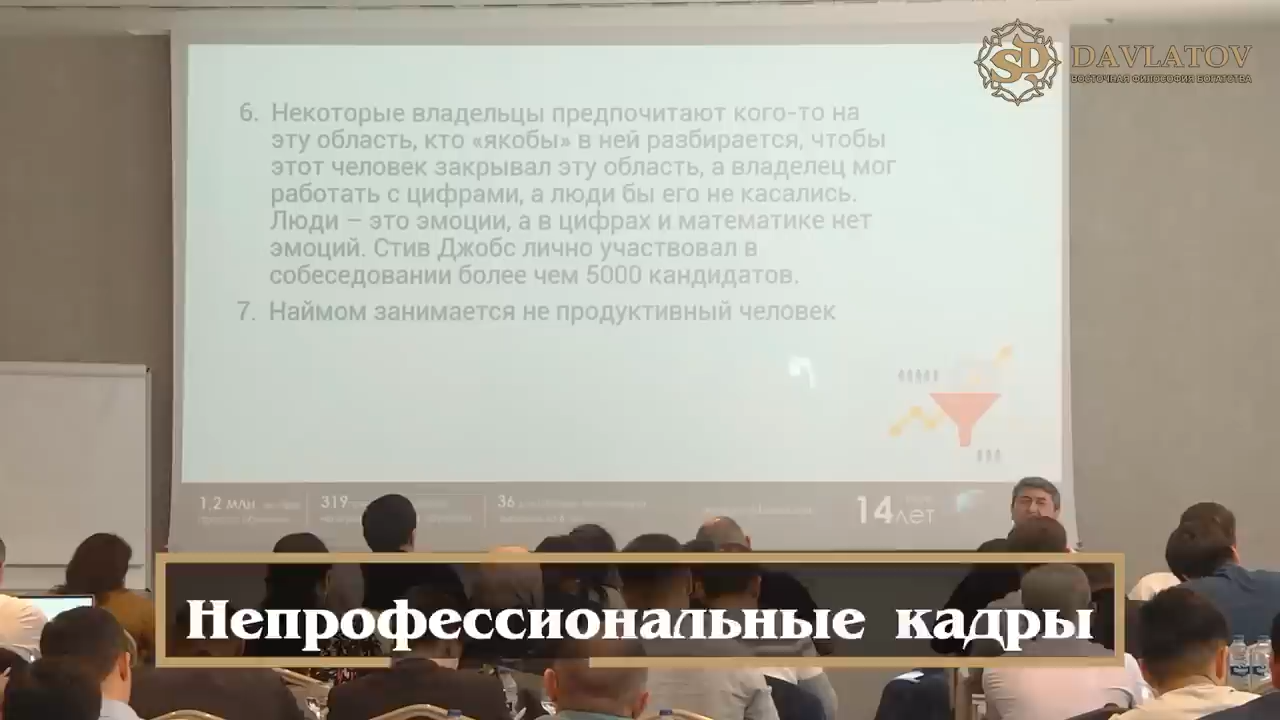 DAVLATOV
ВОСТОЧНАЯ ФИЛОСОФИЯ БОГАТСТВА
6. Некоторые владельцы предпочитают кого-то на
эту область, кто «якобы» в ней разбирается, чтобы
этот человек закрывал эту область, а владелец мог
работать с цифрами, а люди бы его не касались.
Люди – это эмоции, а в цифрах и математике нет
эмоций. Стив Джобс лично участвовал в
собеседовании более чем 5000 кандидатов.
7. Наймом занимается не продуктивный человек
1,2 млн
319
36
14 лет
Непрофессиональные кадры